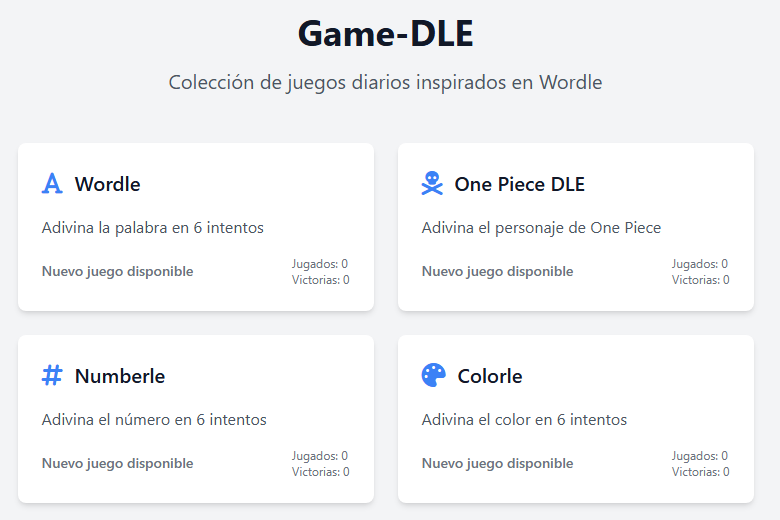 Game-DLE
Colección de juegos diarios inspirados en Wordle
Wordle
Adivina la palabra en 6 intentos
Nuevo juego disponible
Jugados: 0
Victorias: 0
One Piece DLE
Adivina el personaje de One Piece
Nuevo juego disponible
Jugados: 0
Victorias: 0
Numberle
Adivina el número en 6 intentos
Nuevo juego disponible
Jugados: 0
Victorias: 0
Colorle
Adivina el color en 6 intentos
Nuevo juego disponible
Jugados: 0
Victorias: 0